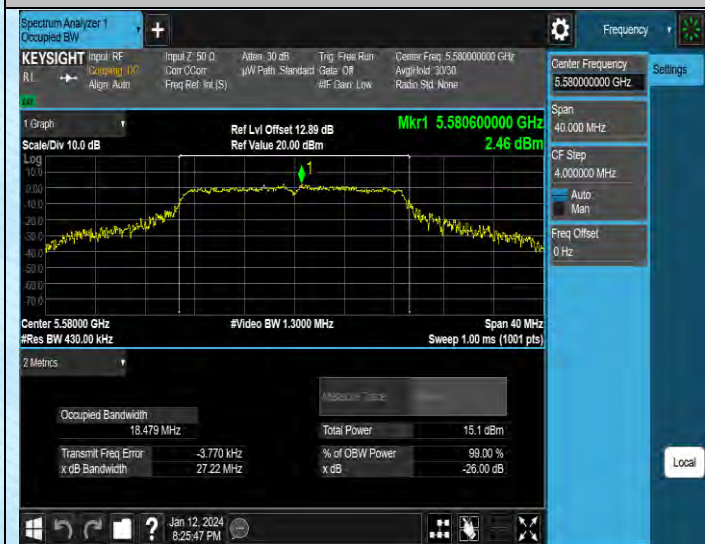 Spectrum Analyzer 1
Occupied BW
Frequency
KEYSIGHT
RL
Input: RF
Coupling: DC
Align: Auto
Input Z: 50 Ω
Corr CCorr
Freq Ref: Int (S)
Atten: 30 dB
µW Path: Standard
Trig: Free Run
Gate: Off
#IF Gain: Low
Center Freq: 5.580000000 GHz
Avg|Hold: 30/30
Radio Std: None
Center Frequency
5.580000000 GHz
Settings
Span
40.000 MHz
CF Step
4.000000 MHz
Auto
Man
Freq Offset
0 Hz
1 Graph
Scale/Div 10.0 dB
Ref Lvl Offset 12.89 dB
Ref Value 20.00 dBm
Mkr1 5.580600000 GHz
2.46 dBm
Log
10.0
0.00
-10.0
-20.0
-30.0
-40.0
-50.0
-60.0
-70.0
1
Center 5.58000 GHz
#Video BW 1.3000 MHz
Span 40 MHz
#Res BW 430.00 kHz
Sweep 1.00 ms (1001 pts)
2 Metrics
Measure Trace
Occupied Bandwidth
18.479 MHz
Total Power
15.1 dBm
Transmit Freq Error
-3.770 kHz
% of OBW Power
99.00 %
x dB Bandwidth
27.22 MHz
x dB
-26.00 dB
Local
Jan 12, 2024
8:25:47 PM